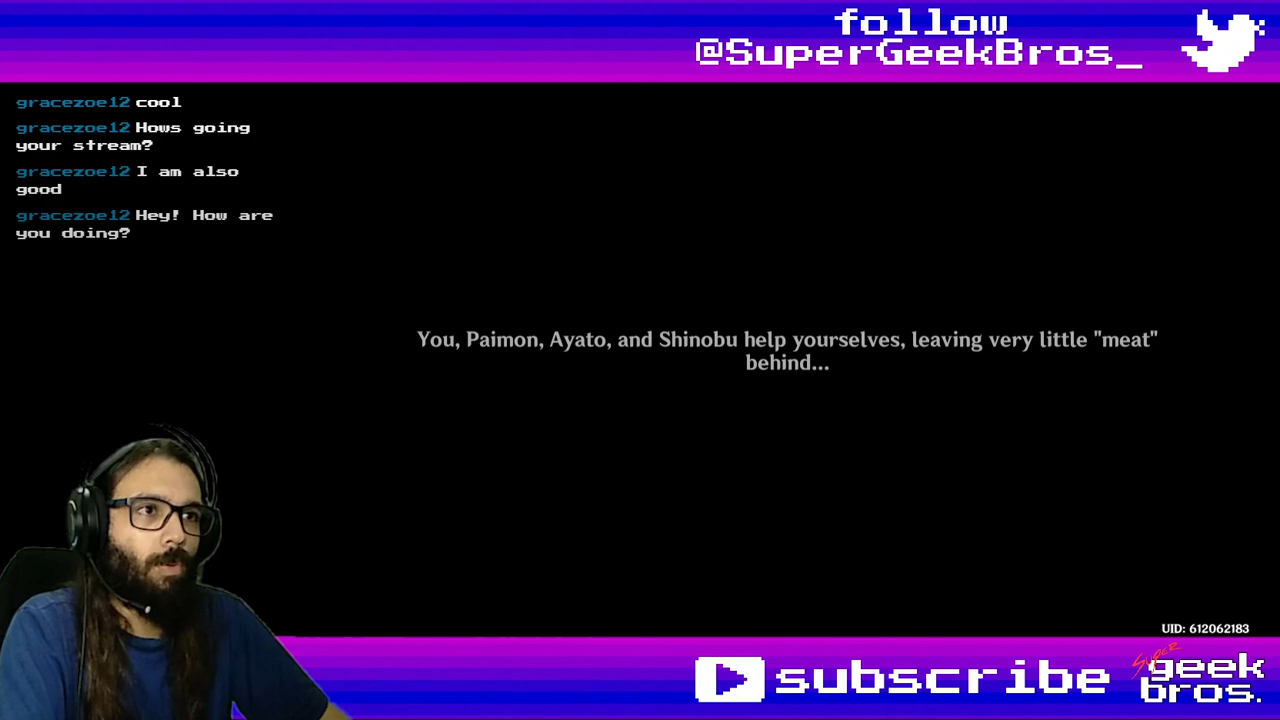 follow
@SuperGeekBros_
gracezoe12 cool
gracezoe12 Hows going
your stream?
gracezoe12 I am also
good
gracezoe12 Hey! How are
you doing?
You, Paimon, Ayato, and Shinobu help yourselves, leaving very little "meat"
behind...
UID: 612062183
subscribe
super
geek
bros.